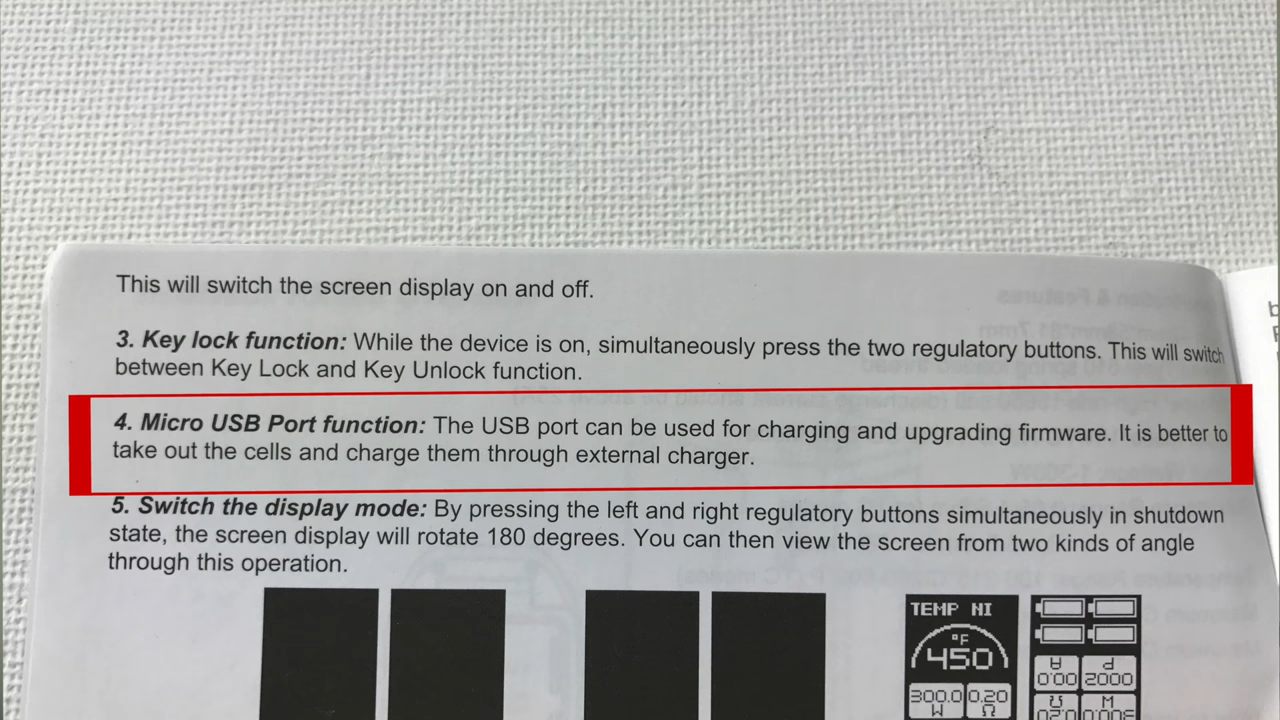 This will switch the screen display on and off.
3. Key lock function: While the device is on, simultaneously press the two regulatory buttons. This will switch
between Key Lock and Key Unlock function.
4. Micro USB Port function: The USB port can be used for charging and upgrading firmware. It is better to
take out the cells and charge them through external charger.
5. Switch the display mode: By pressing the left and right regulatory buttons simultaneously in shutdown
state, the screen display will rotate 180 degrees. You can then view the screen from two kinds of angle
through this operation.
TEMP NI
°F
450
300.0 0.20
W Ω